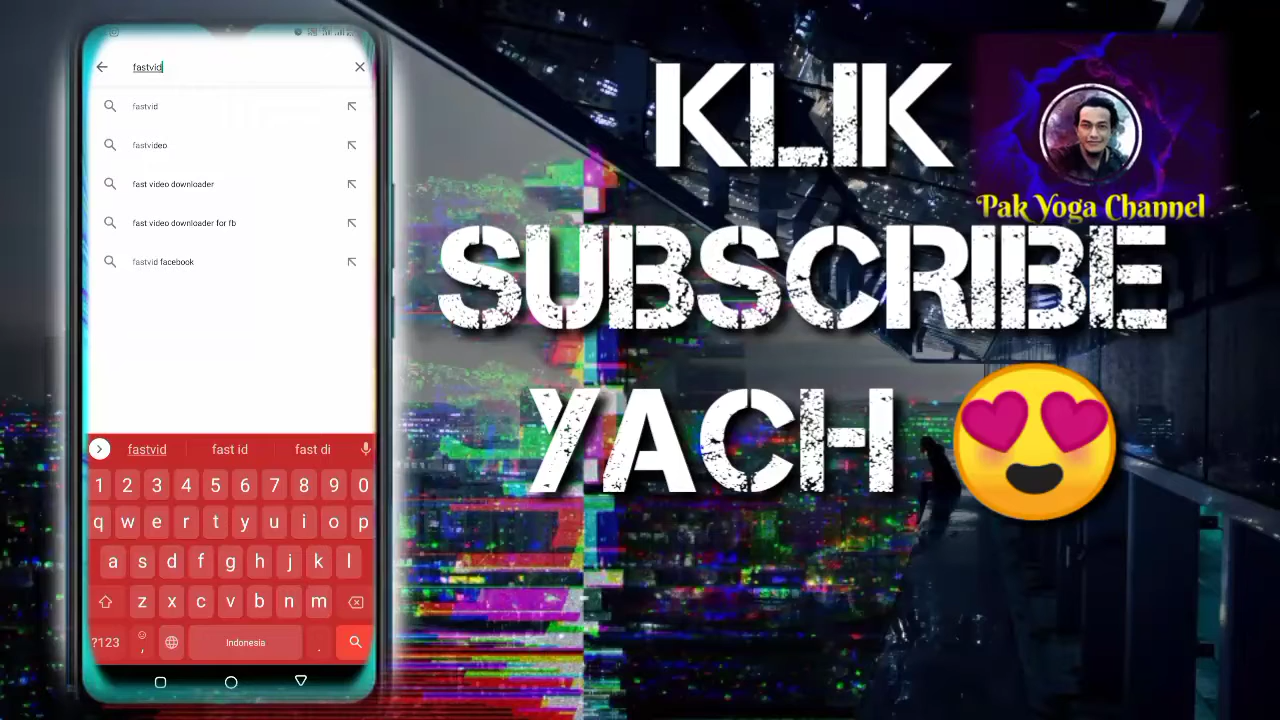 fastvid
fastvid
fastvideo
fast video downloader
fast video downloader for fb
fastvid facebook
fastvid fast id fast di
1 2 3 4 5 6 7 8 9 0
q w e r t y u i o p
a s d f g h j k l
z x c v b n m
?123 , Indonesia .
KLIK
Pak Yoga Channel
SUBSCRIBE
YACH